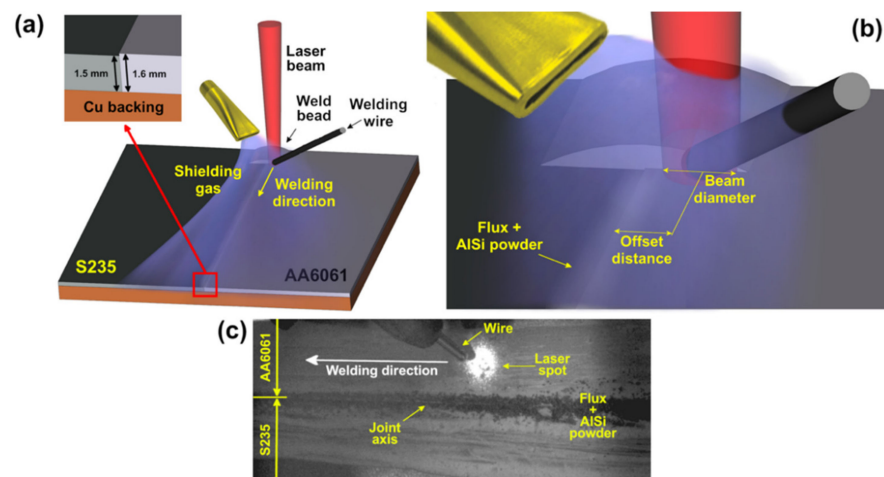 (a)
1.5 mm
1.6 mm
Cu backing
Laser
beam
Weld
bead
Welding
wire
Shielding
gas
Welding
direction
S235
AA6061
(b)
Beam
diameter
Flux +
AlSi powder
Offset
distance
(c)
AA6061
S235
Wire
Welding direction
Laser
spot
Joint
axis
Flux
+
AlSi
powder